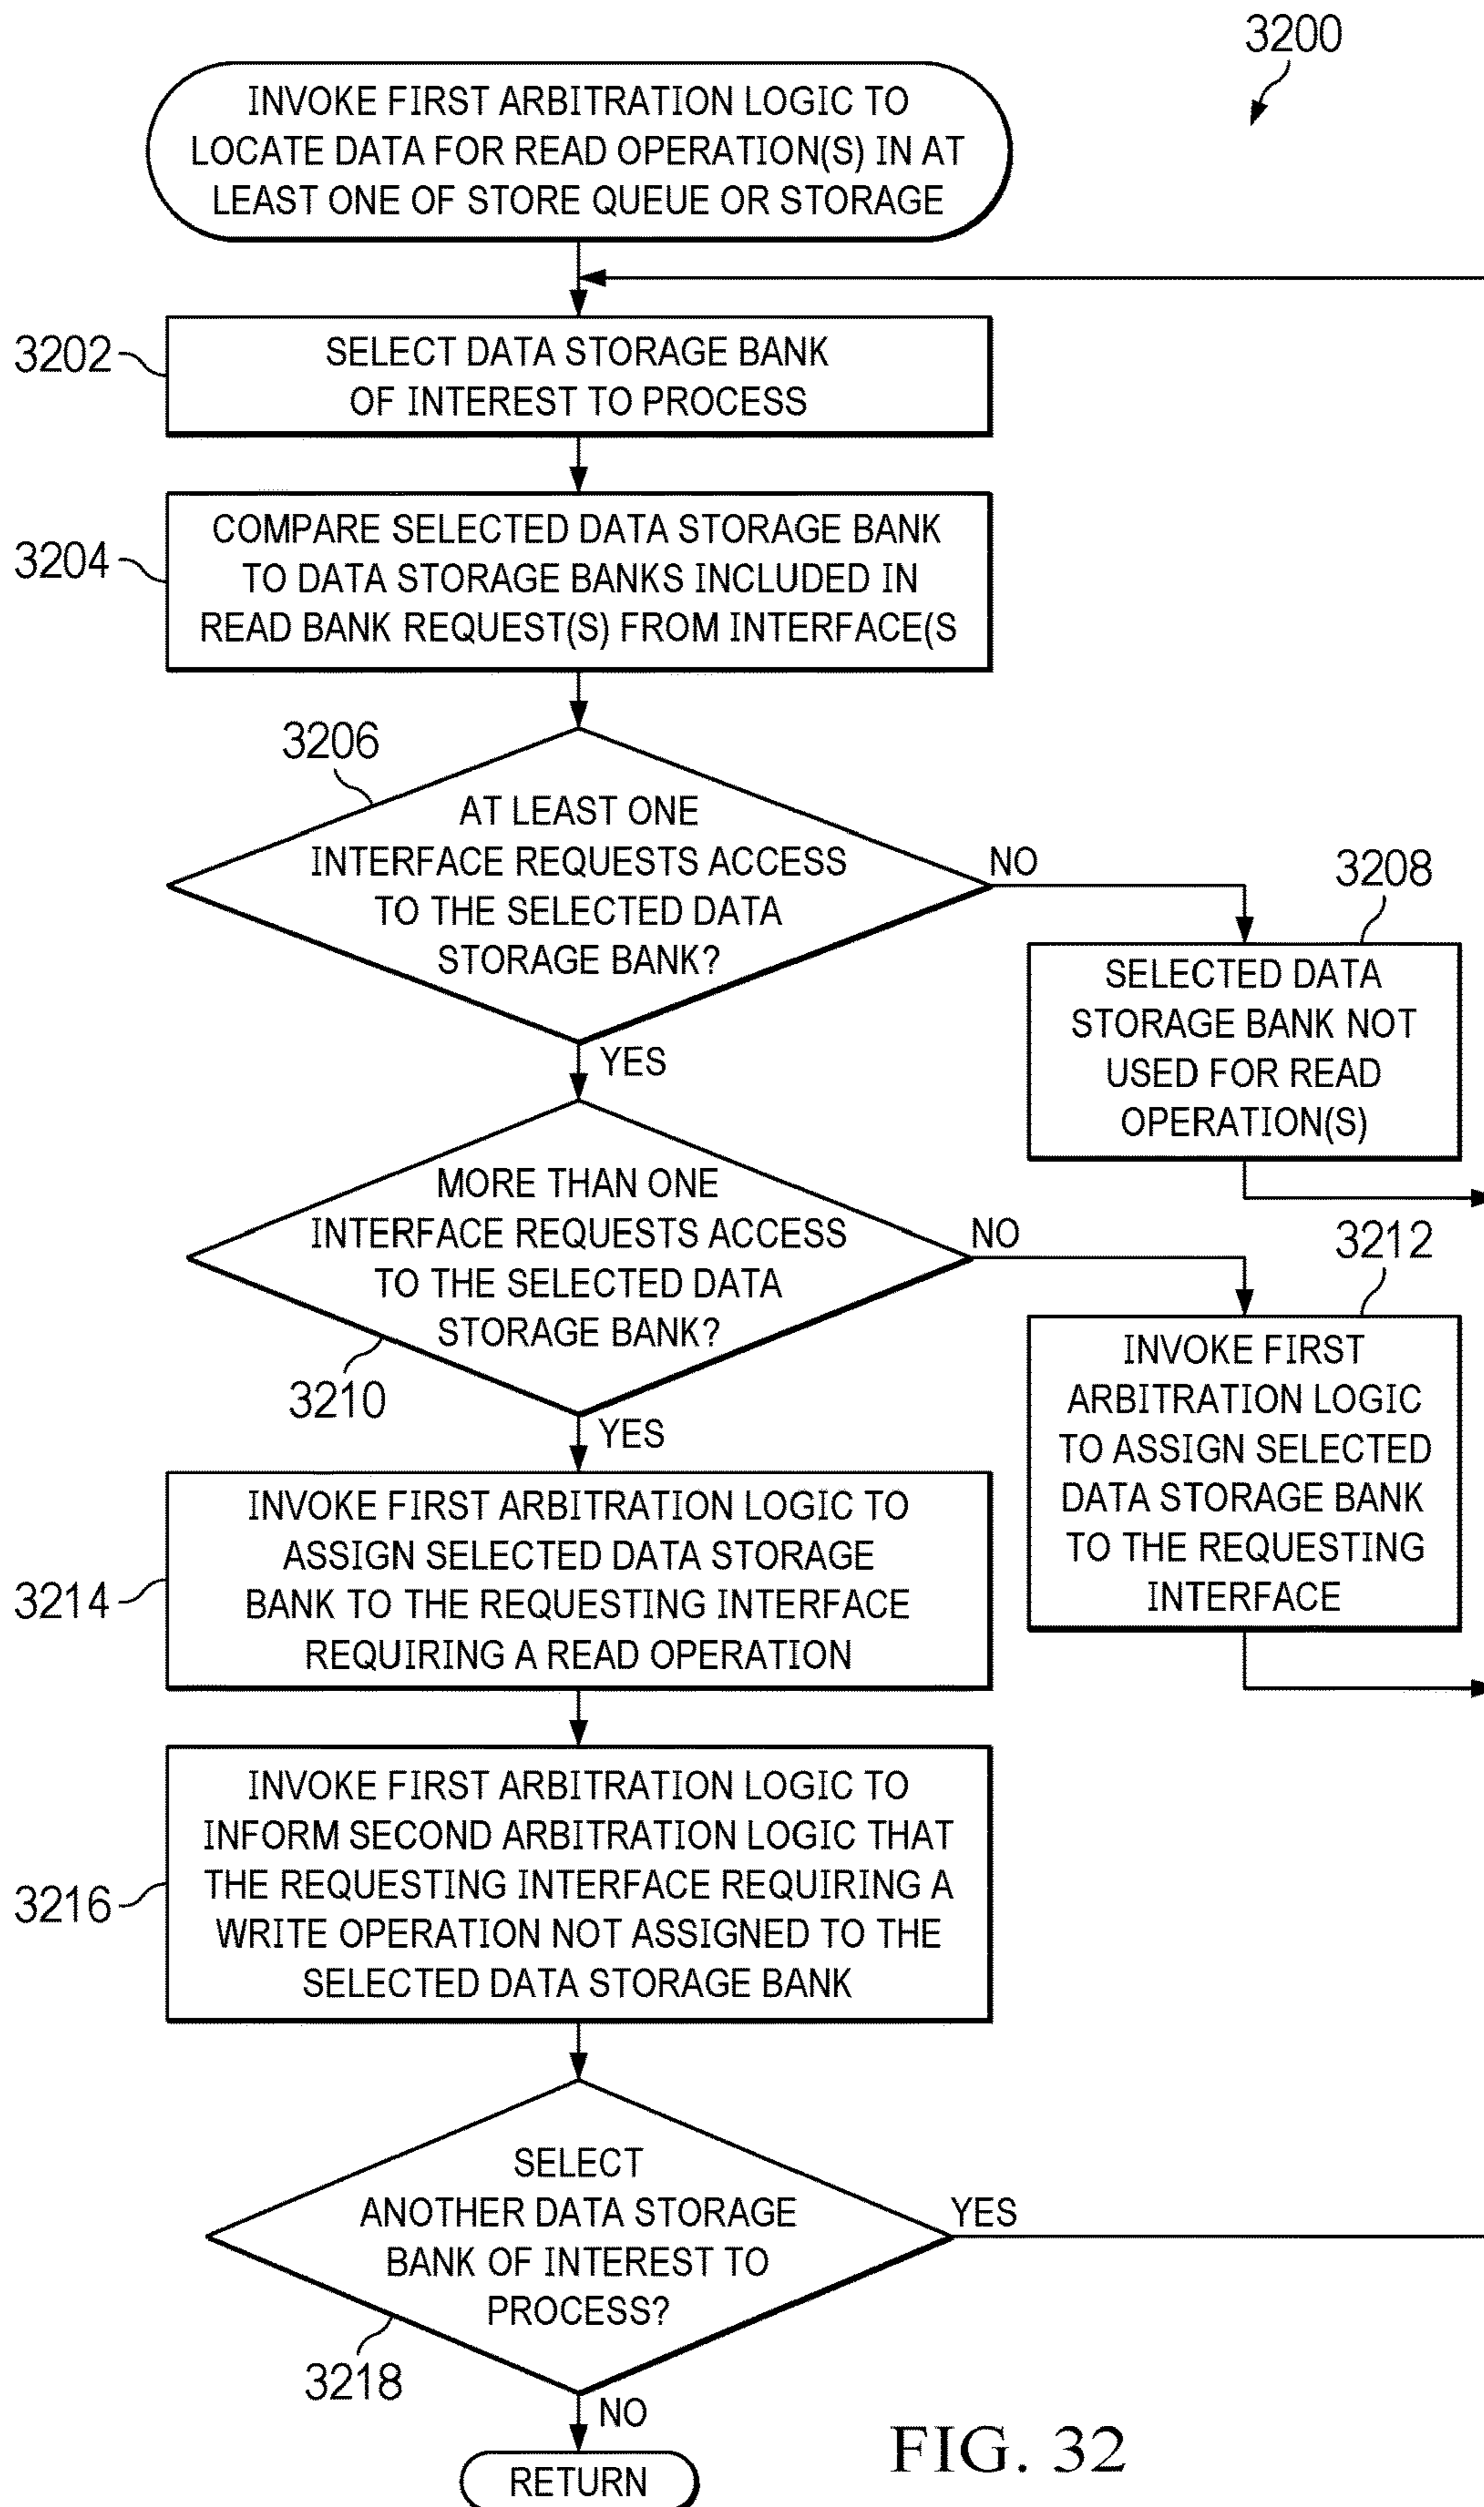 3200
INVOKE FIRST ARBITRATION LOGIC TO
LOCATE DATA FOR READ OPERATION(S) IN AT
LEAST ONE OF STORE QUEUE OR STORAGE
3202
SELECT DATA STORAGE BANK
OF INTEREST TO PROCESS
3204
COMPARE SELECTED DATA STORAGE BANK
TO DATA STORAGE BANKS INCLUDED IN
READ BANK REQUEST(S) FROM INTERFACE(S
3206
AT LEAST ONE
INTERFACE REQUESTS ACCESS
TO THE SELECTED DATA
STORAGE BANK?
NO
YES
3208
SELECTED DATA
STORAGE BANK NOT
USED FOR READ
OPERATION(S)
MORE THAN ONE
INTERFACE REQUESTS ACCESS
TO THE SELECTED DATA
STORAGE BANK?
3210
NO
YES
3212
INVOKE FIRST
ARBITRATION LOGIC
TO ASSIGN SELECTED
DATA STORAGE BANK
TO THE REQUESTING
INTERFACE
3214
INVOKE FIRST ARBITRATION LOGIC TO
ASSIGN SELECTED DATA STORAGE
BANK TO THE REQUESTING INTERFACE
REQUIRING A READ OPERATION
3216
INVOKE FIRST ARBITRATION LOGIC TO
INFORM SECOND ARBITRATION LOGIC THAT
THE REQUESTING INTERFACE REQUIRING A
WRITE OPERATION NOT ASSIGNED TO THE
SELECTED DATA STORAGE BANK
SELECT
ANOTHER DATA STORAGE
BANK OF INTEREST TO
PROCESS?
3218
YES
NO
RETURN
FIG. 32